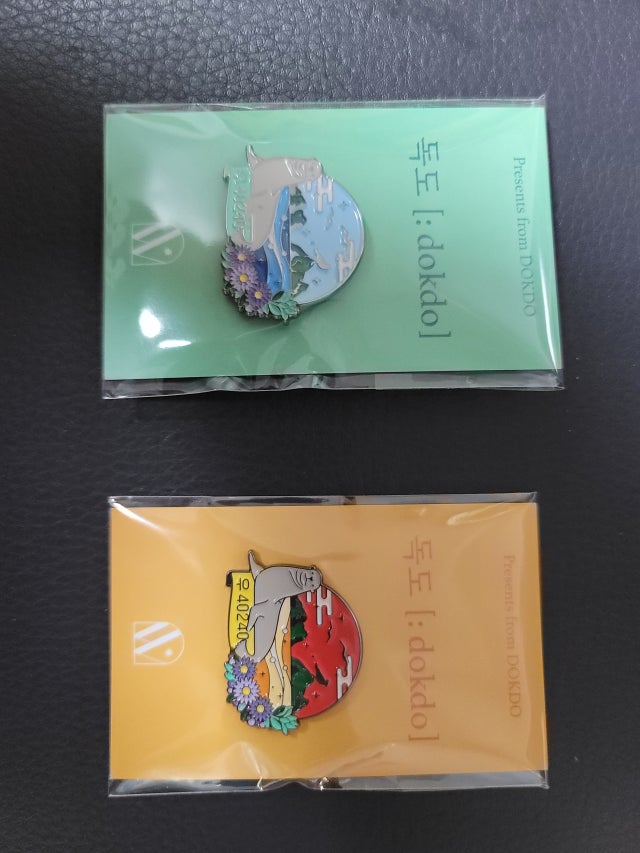 Presents from DOKDO
독도 [:dokdo]
W
Presents from DOKDO
독도 [:dokdo]
우 40240
W